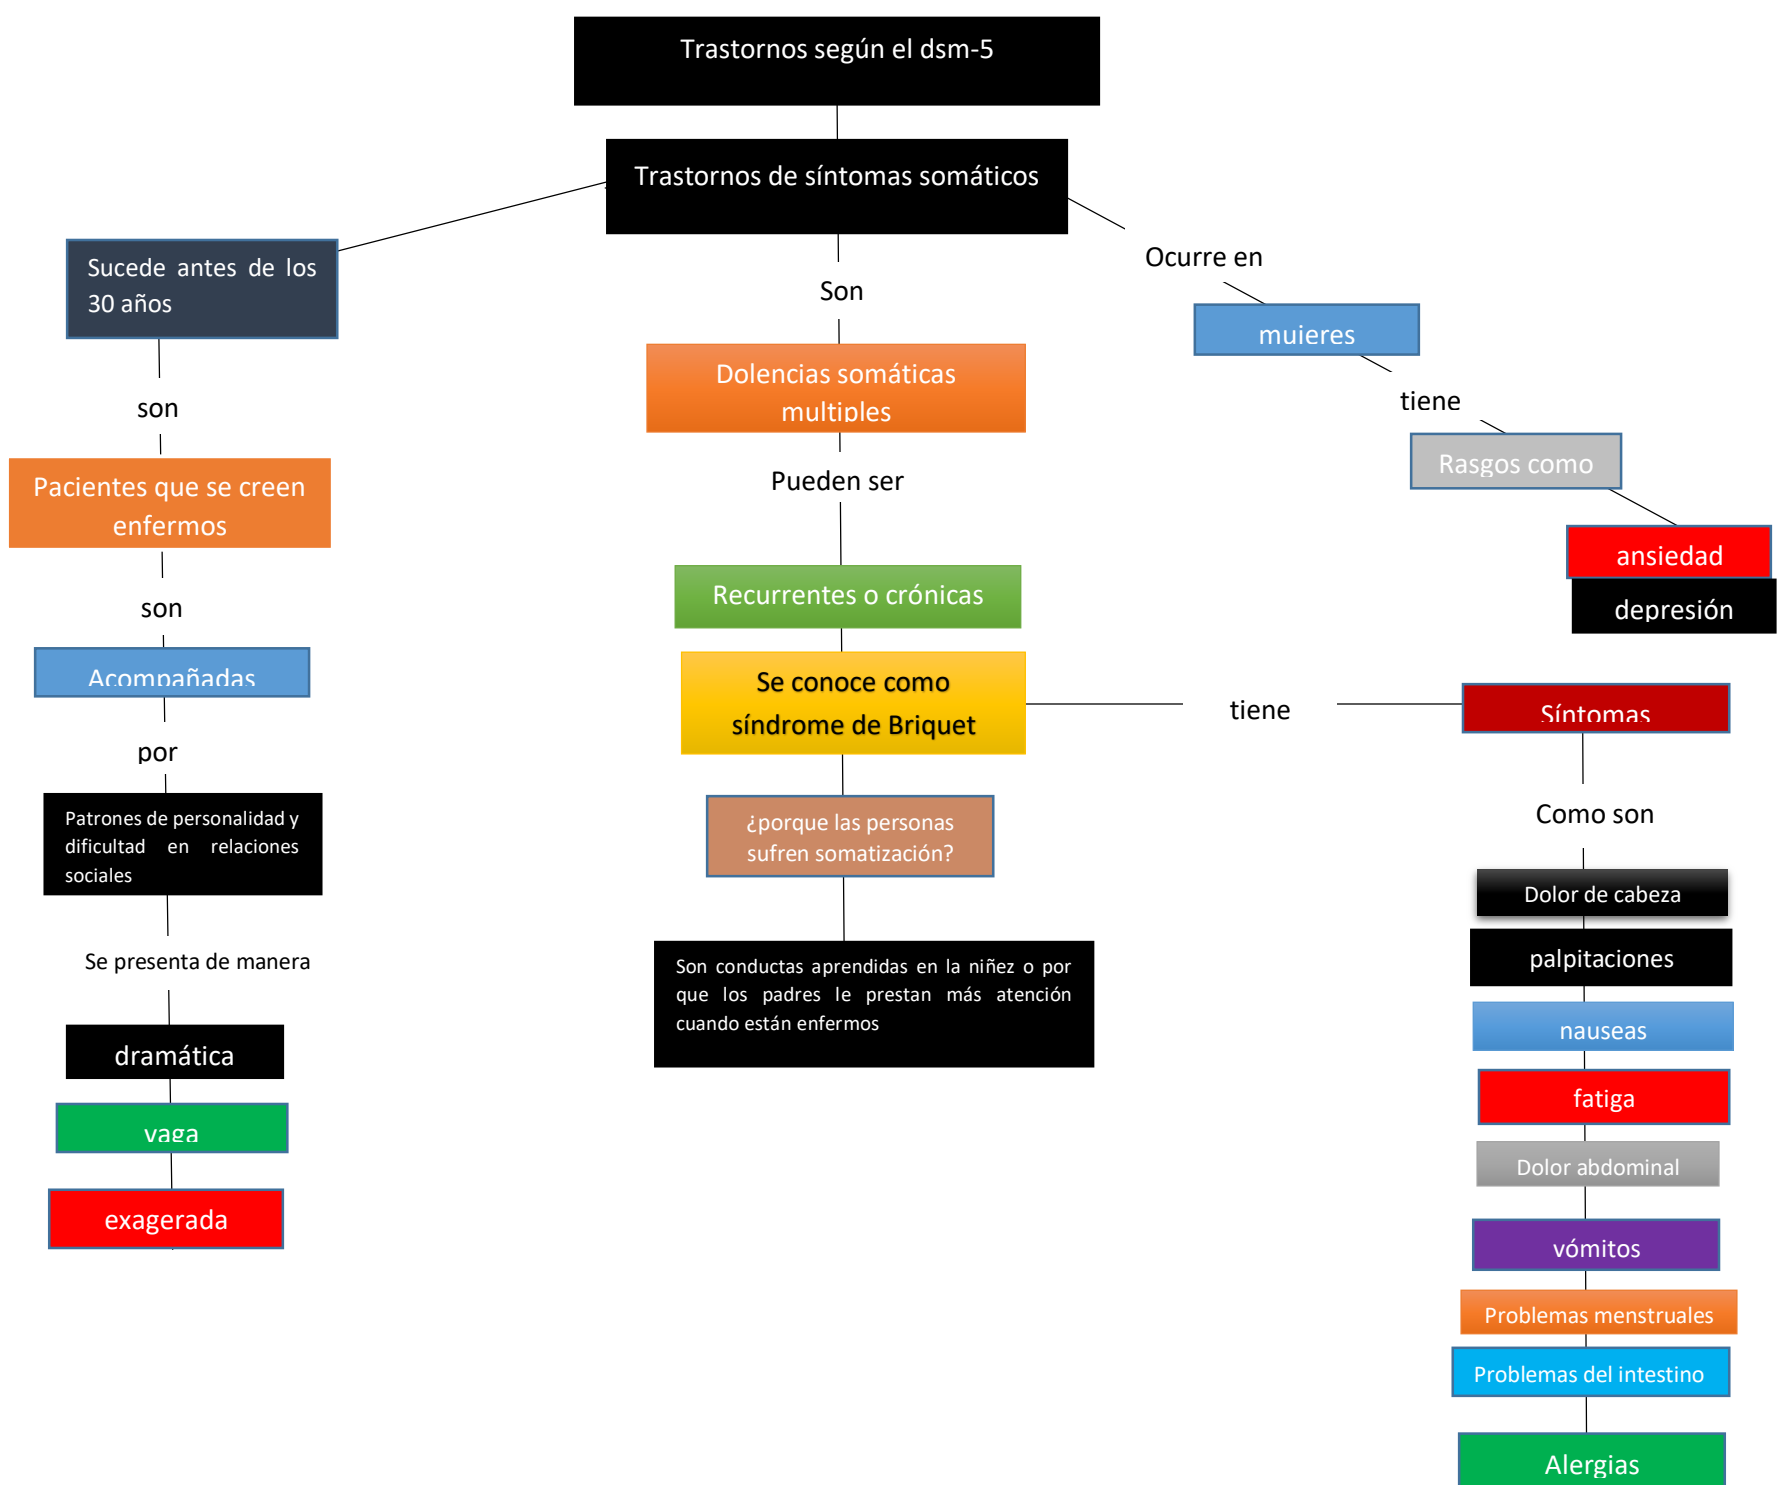 Trastornos según el dsm-5
Trastornos de síntomas somáticos
Sucede antes de los
30 años
son
Pacientes que se creen
enfermos
son
Acompañadas
por
Patrones de personalidad y
dificultad en relaciones
sociales
Se presenta de manera
dramática
vaga
exagerada
Son
Dolencias somáticas
multiples
Pueden ser
Recurrentes o crónicas
Se conoce como
síndrome de Briquet
¿porque las personas
sufren somatización?
Son conductas aprendidas en la niñez o por
que los padres le prestan más atención
cuando están enfermos
Ocurre en
mujeres
tiene
Rasgos como
ansiedad
depresión
tiene
Síntomas
Como son
Dolor de cabeza
palpitaciones
nauseas
fatiga
Dolor abdominal
vómitos
Problemas menstruales
Problemas del intestino
Alergias